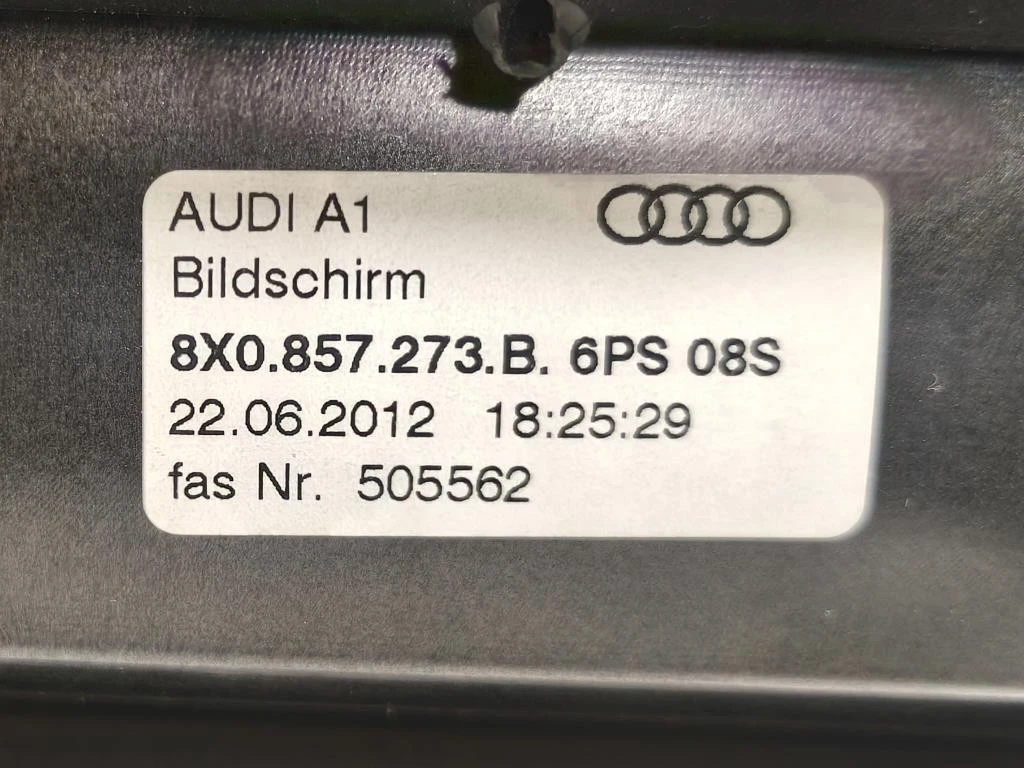 AUDI A1
Bildschirm
8X0.857.273.B. 6PS 08S
22.06.2012 18:25:29
fas Nr. 505562